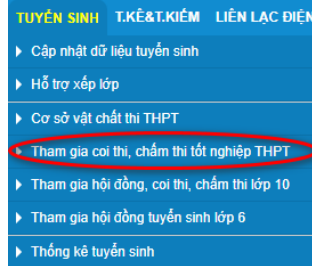 TUYỂN SINH T.KÊ&T.KIẾM LIÊN LẠC ĐIỆN
Cập nhật dữ liệu tuyển sinh
Hỗ trợ xếp lớp
Cơ sở vật chất thi THPT
Tham gia coi thi, chấm thi tốt nghiệp THPT
Tham gia hội đồng, coi thi, chấm thi lớp 10
Tham gia hội đồng tuyển sinh lớp 6
Thống kê tuyển sinh